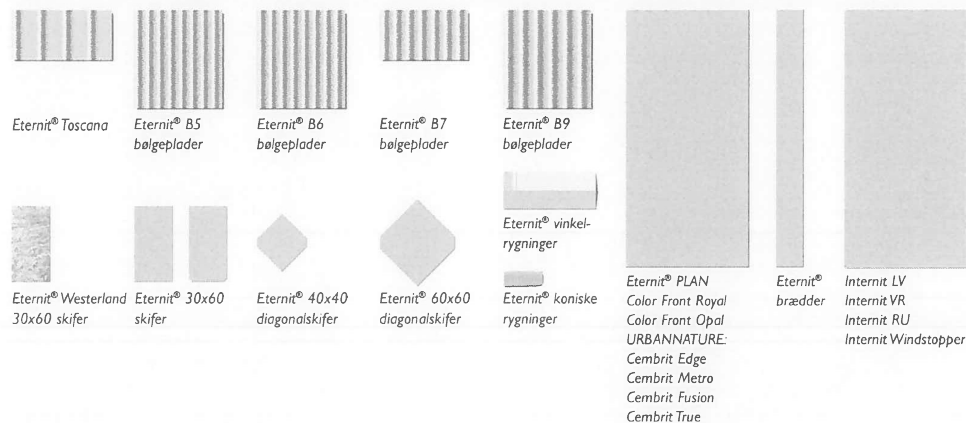 Eternit® Toscana
Eternit® B5
bølgeplader
Eternit® B6
bølgeplader
Eternit® B7
bølgeplader
Eternit® B9
bølgeplader
Eternit® vinkel-
rygninger
Eternit® Westerland
30x60 skifer
Eternit® 30x60
skifer
Eternit® 40x40
diagonalskifer
Eternit® 60x60
diagonalskifer
Eternit® koniske
rygninger
Eternit® PLAN
Color Front Royal
Color Front Opal
URBANNATURE:
Cembrit Edge
Cembrit Metro
Cembrit Fusion
Cembrit True
Eternit®
brædder
Internit LV
Internit VR
Internit RU
Internit Windstopper